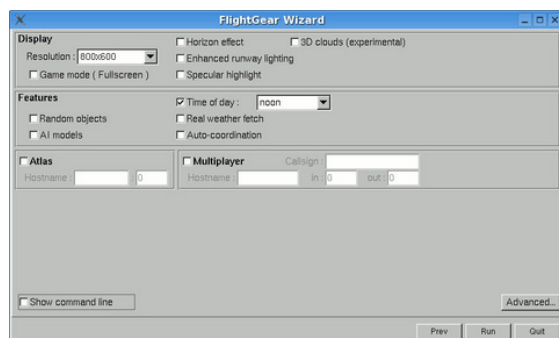 FlightGear Wizard
Display
Resolution : 800x600
Game mode ( Fullscreen )
Horizon effect
3D clouds (experimental)
Enhanced runway lighting
Specular highlight
Features
Random objects
AI models
Time of day : noon
Real weather fetch
Auto-coordination
Atlas
Hostname : : 0
Multiplayer
Callsign :
Hostname : in : 0 out : 0
Show command line
Advanced...
Prev Run Quit